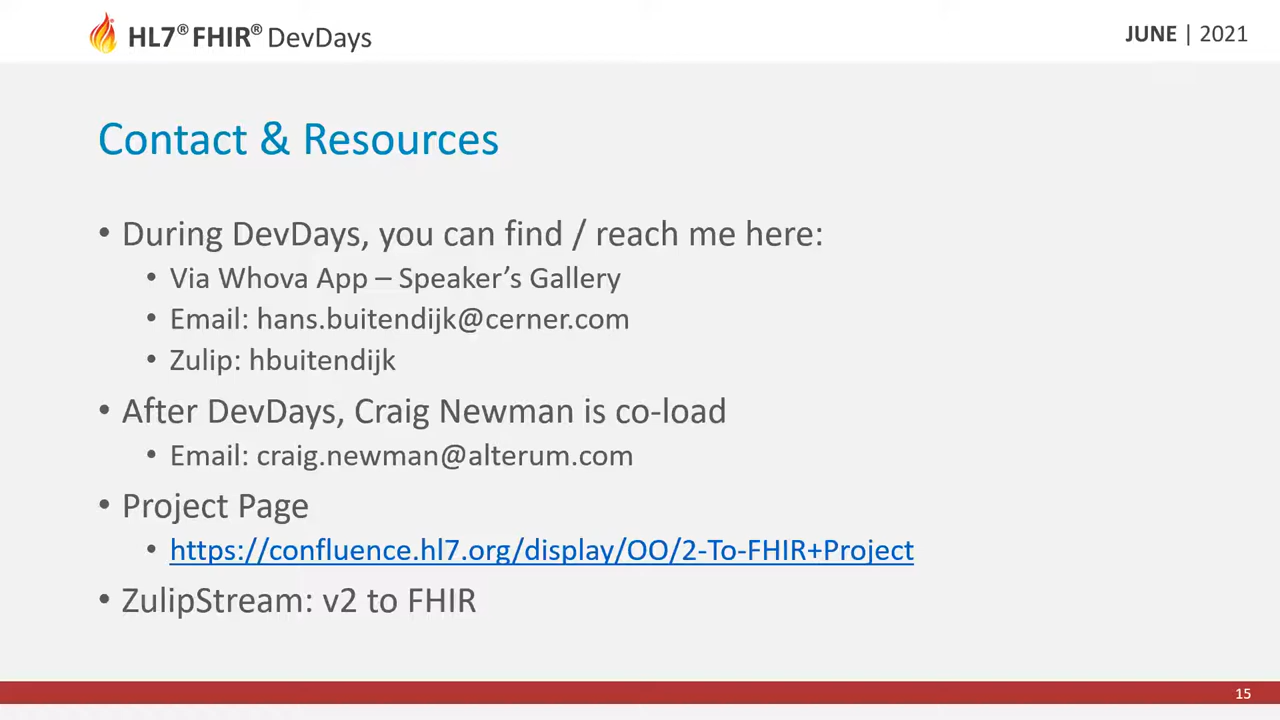 HL7® FHIR® DevDays
JUNE | 2021
Contact & Resources
• During DevDays, you can find / reach me here:
• Via Whova App – Speaker’s Gallery
• Email: hans.buitendijk@cerner.com
• Zulip: hbuitendijk
• After DevDays, Craig Newman is co-load
• Email: craig.newman@alterum.com
• Project Page
• https://confluence.hl7.org/display/OO/2-To-FHIR+Project
• ZulipStream: v2 to FHIR
15